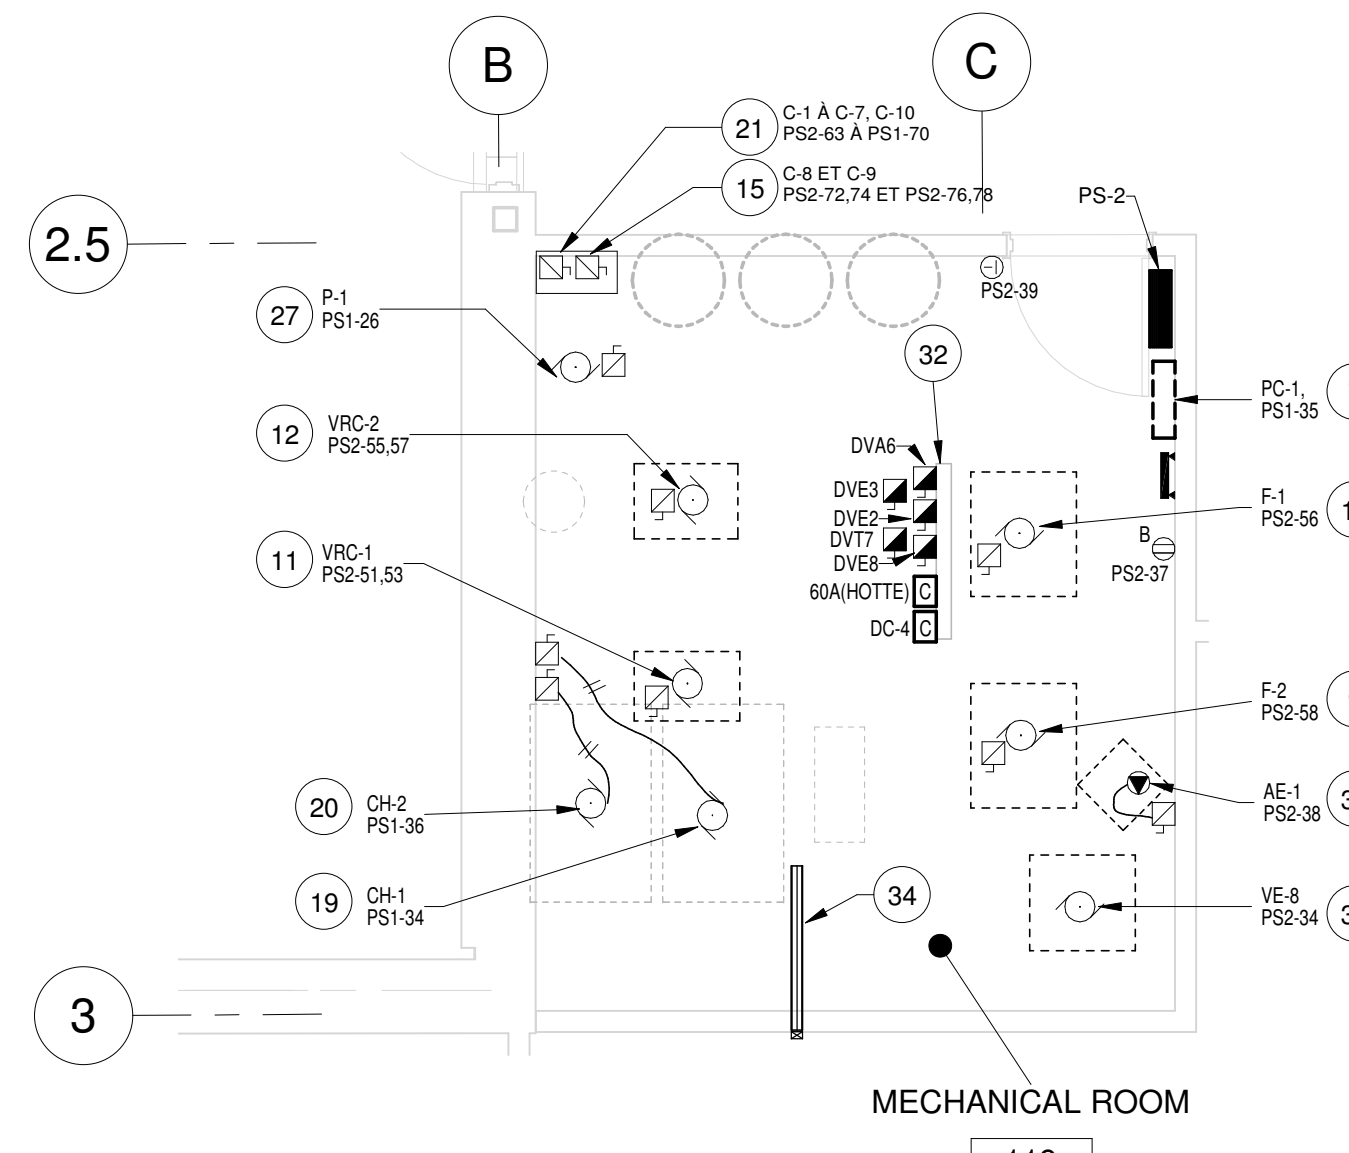 B
C
21
C-1 À C-7, C-10
PS2-63 À PS1-70
15
C-8 ET C-9
PS2-72,74 ET PS2-76,78
PS-2
2.5
27
P-1
PS1-26
PS2-39
32
PC-1,
PS1-35
12
VRC-2
PS2-55,57
DVA6
DVE3
DVE2
DVT7
DVE8
60A(HOTTE)
C
DC-4
C
F-1
PS2-56
B
PS2-37
11
VRC-1
PS2-51,53
F-2
PS2-58
20
CH-2
PS1-36
AE-1
PS2-38
19
CH-1
PS1-34
34
VE-8
PS2-34
3
MECHANICAL ROOM